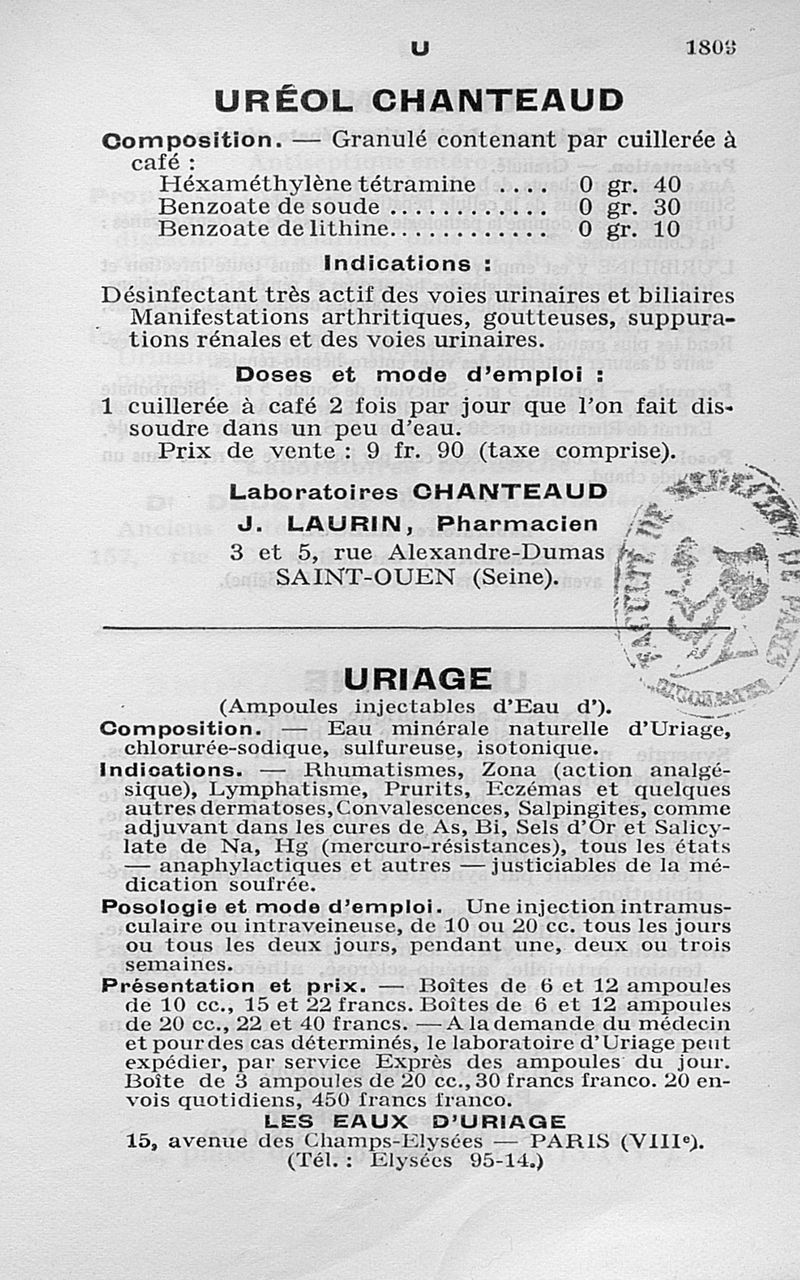 U
1803
URÉOL CHANTEAUD
Composition. — Granulé contenant par cuillerée à
café :
Héxaméthylène tétramine .... 0 gr. 40
Benzoate de soude ............. 0 gr. 30
Benzoate de lithine............. 0 gr. 10
Indications :
Désinfectant très actif des voies urinaires et biliaires
Manifestations arthritiques, goutteuses, suppura-
tions rénales et des voies urinaires.
Doses et mode d'emploi :
1 cuillerée à café 2 fois par jour que l'on fait dis-
soudre dans un peu d'eau.
Prix de vente : 9 fr. 90 (taxe comprise).
Laboratoires CHANTEAUD
J. LAURIN, Pharmacien
3 et 5, rue Alexandre-Dumas
SAINT-OUEN (Seine).
FACULTÉ DE DE PARIS
URIAGE
(Ampoules injectables d'Eau d').
Composition. — Eau minérale naturelle d'Uriage,
chlorurée-sodique, sulfureuse, isotonique.
Indications. — Rhumatismes, Zona (action analgé-
sique), Lymphatisme, Prurits, Eczémas et quelques
autres dermatoses, Convalescences, Salpingites, comme
adjuvant dans les cures de As, Bi, Sels d'Or et Salicy-
late de Na, Hg (mercuro-résistances), tous les états
— anaphylactiques et autres — justiciables de la mé-
dication soufrée.
Posologie et mode d'emploi. Une injection intramus-
culaire ou intraveineuse, de 10 ou 20 cc. tous les jours
ou tous les deux jours, pendant une, deux ou trois
semaines.
Présentation et prix. — Boîtes de 6 et 12 ampoules
de 10 cc., 15 et 22 francs. Boîtes de 6 et 12 ampoules
de 20 cc., 22 et 40 francs. — A la demande du médecin
et pour des cas déterminés, le laboratoire d'Uriage peut
expédier, par service Exprès des ampoules du jour.
Boîte de 3 ampoules de 20 cc., 30 francs franco. 20 en-
vois quotidiens, 450 francs franco.
LES EAUX D'URIAGE
15, avenue des Champs-Elysées — PARIS (VIIIe).
(Tél. : Elysées 95-14.)